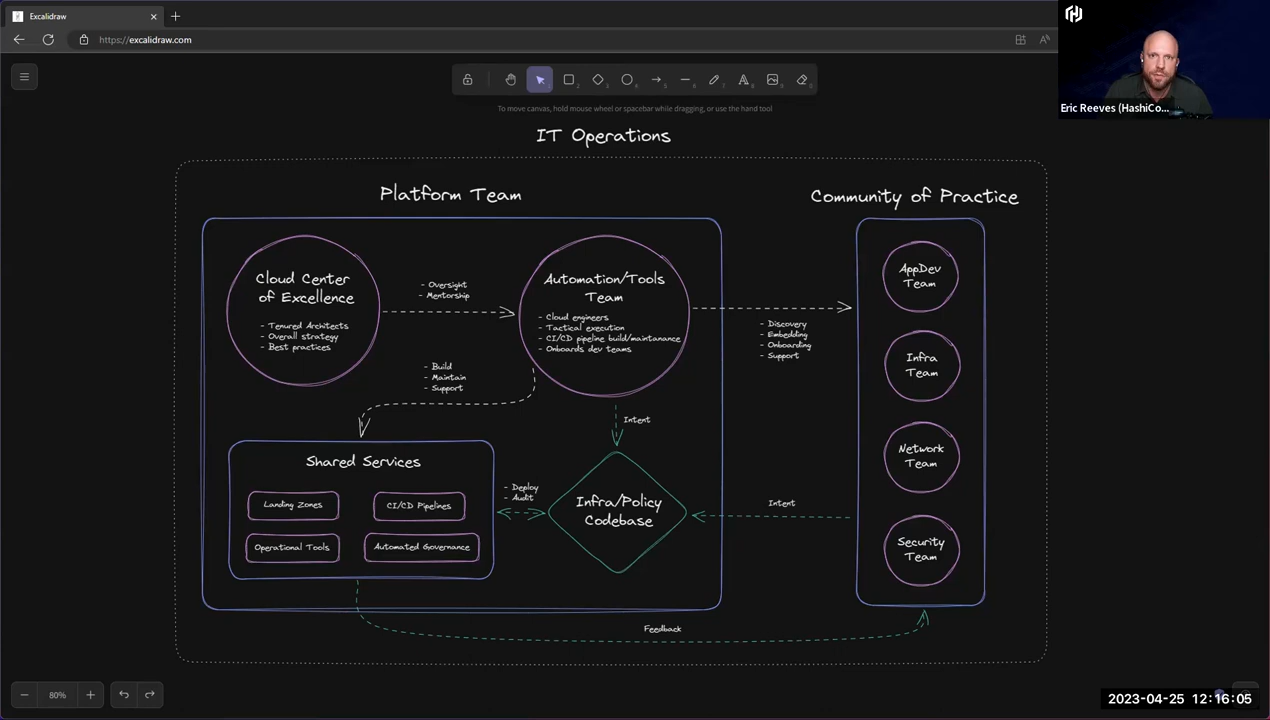 Excalidraw
https://excalidraw.com
Eric Reeves (HashiCo...
To move canvas, hold mouse wheel or spacebar while dragging, or use the hand tool
IT Operations
Platform Team
Community of Practice
Cloud Center
of Excellence
- Tenured Architects
- Overall strategy
- Best practices
- Oversight
- Mentorship
Automation/Tools
Team
- Cloud engineers
- Tactical execution
- CI/CD pipeline build/maintanance
- Onboards dev teams
- Discovery
- Embedding
- Onboarding
- Support
AppDev
Team
Infra
Team
Network
Team
Security
Team
- Build
- Maintain
- Support
Intent
Shared Services
Landing Zones
CI/CD Pipelines
Operational Tools
Automated Governance
- Deploy
- Audit
Infra/Policy
Codebase
Intent
Feedback
80%
2023-04-25 12:16:05